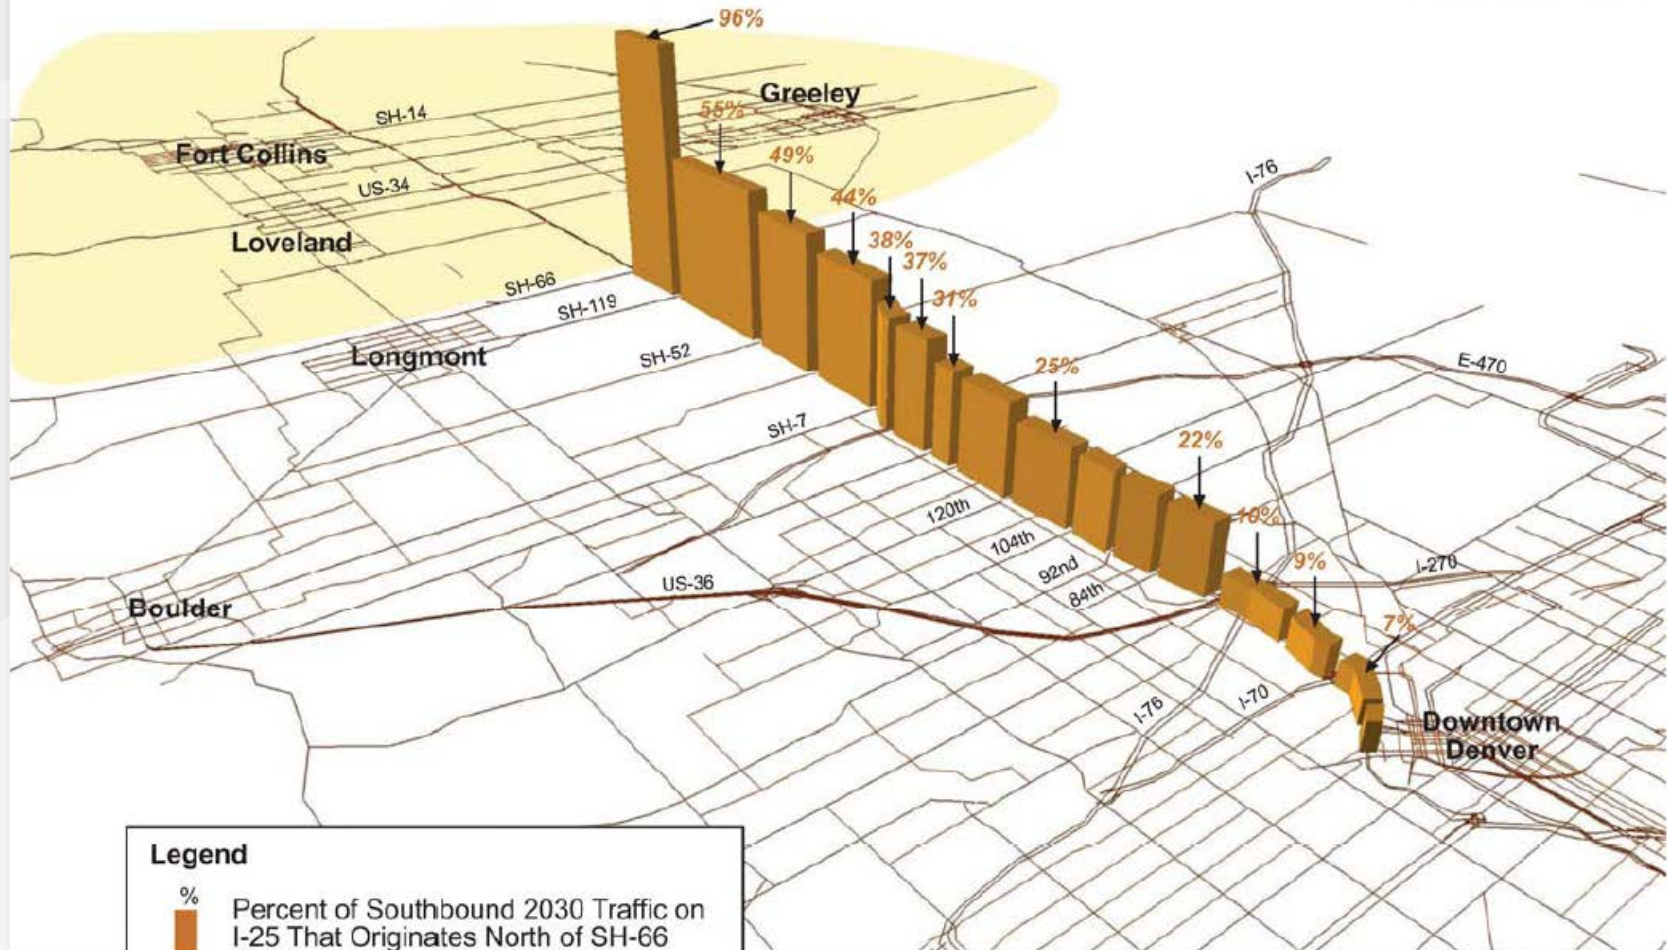 96%
Greeley
55%
SH-14
49%
Fort Collins
US-34
44%
I-76
Loveland
38%
37%
SH-66
31%
SH-119
Longmont
SH-52
25%
E-470
SH-7
22%
120th
10%
104th
92nd
9%
I-270
84th
US-36
Boulder
7%
I-70
I-76
Downtown
Denver
Legend
%
Percent of Southbound 2030 Traffic on
I-25 That Originates North of SH-66